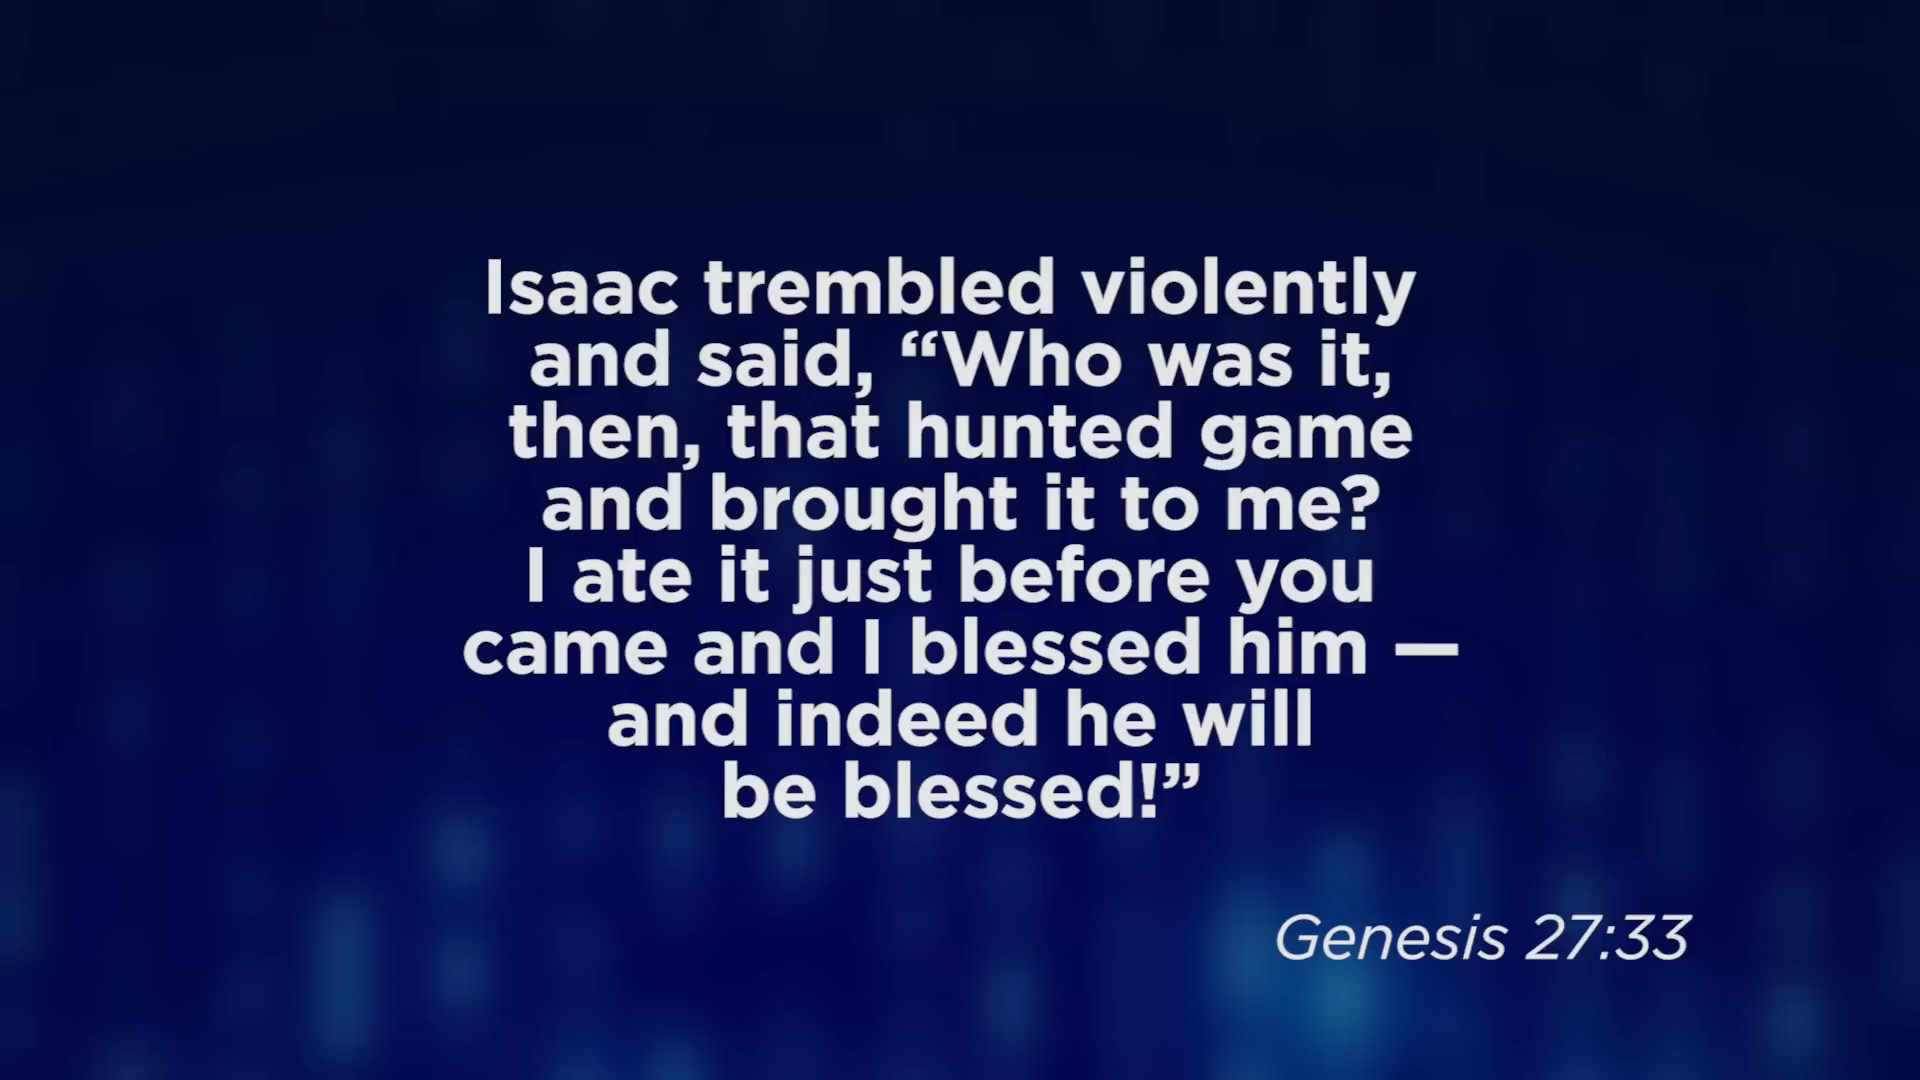 Isaac trembled violently
and said, “Who was it,
then, that hunted game
and brought it to me?
I ate it just before you
came and I blessed him —
and indeed he will
be blessed!”
Genesis 27:33